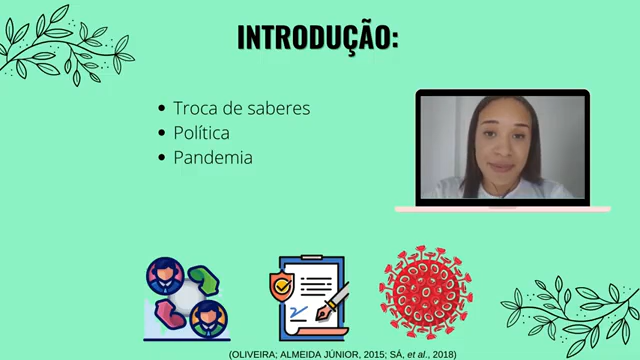 INTRODUÇÃO:
Troca de saberes
Política
Pandemia
(OLIVEIRA; ALMEIDA JÚNIOR, 2015; SÁ, et al., 2018)